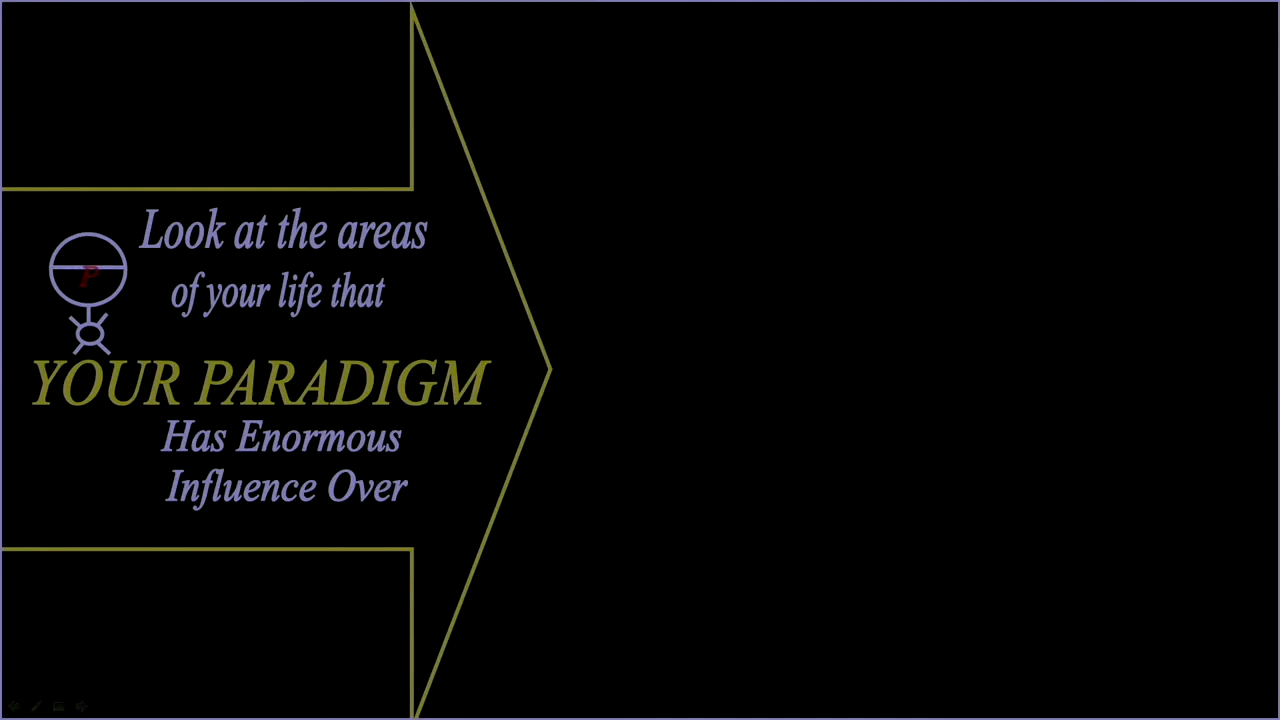 Look at the areas
of your life that
P
YOUR PARADIGM
Has Enormous
Influence Over